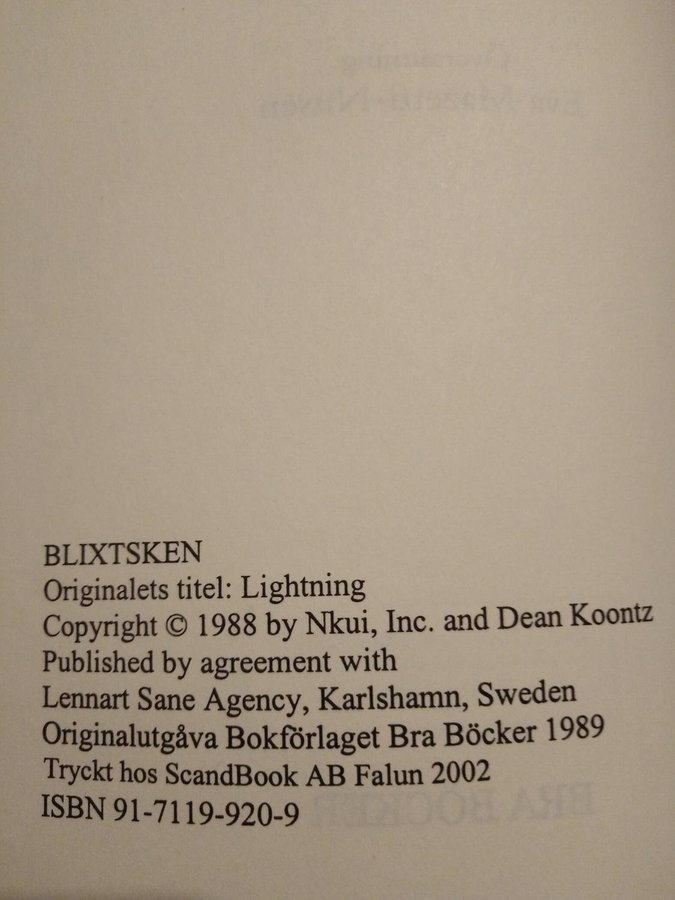 BLIXTSKEN
Originalets titel: Lightning
Copyright © 1988 by Nkui, Inc. and Dean Koontz
Published by agreement with
Lennart Sane Agency, Karlshamn, Sweden
Originalutgåva Bokförlaget Bra Böcker 1989
Tryckt hos ScandBook AB Falun 2002
ISBN 91-7119-920-9